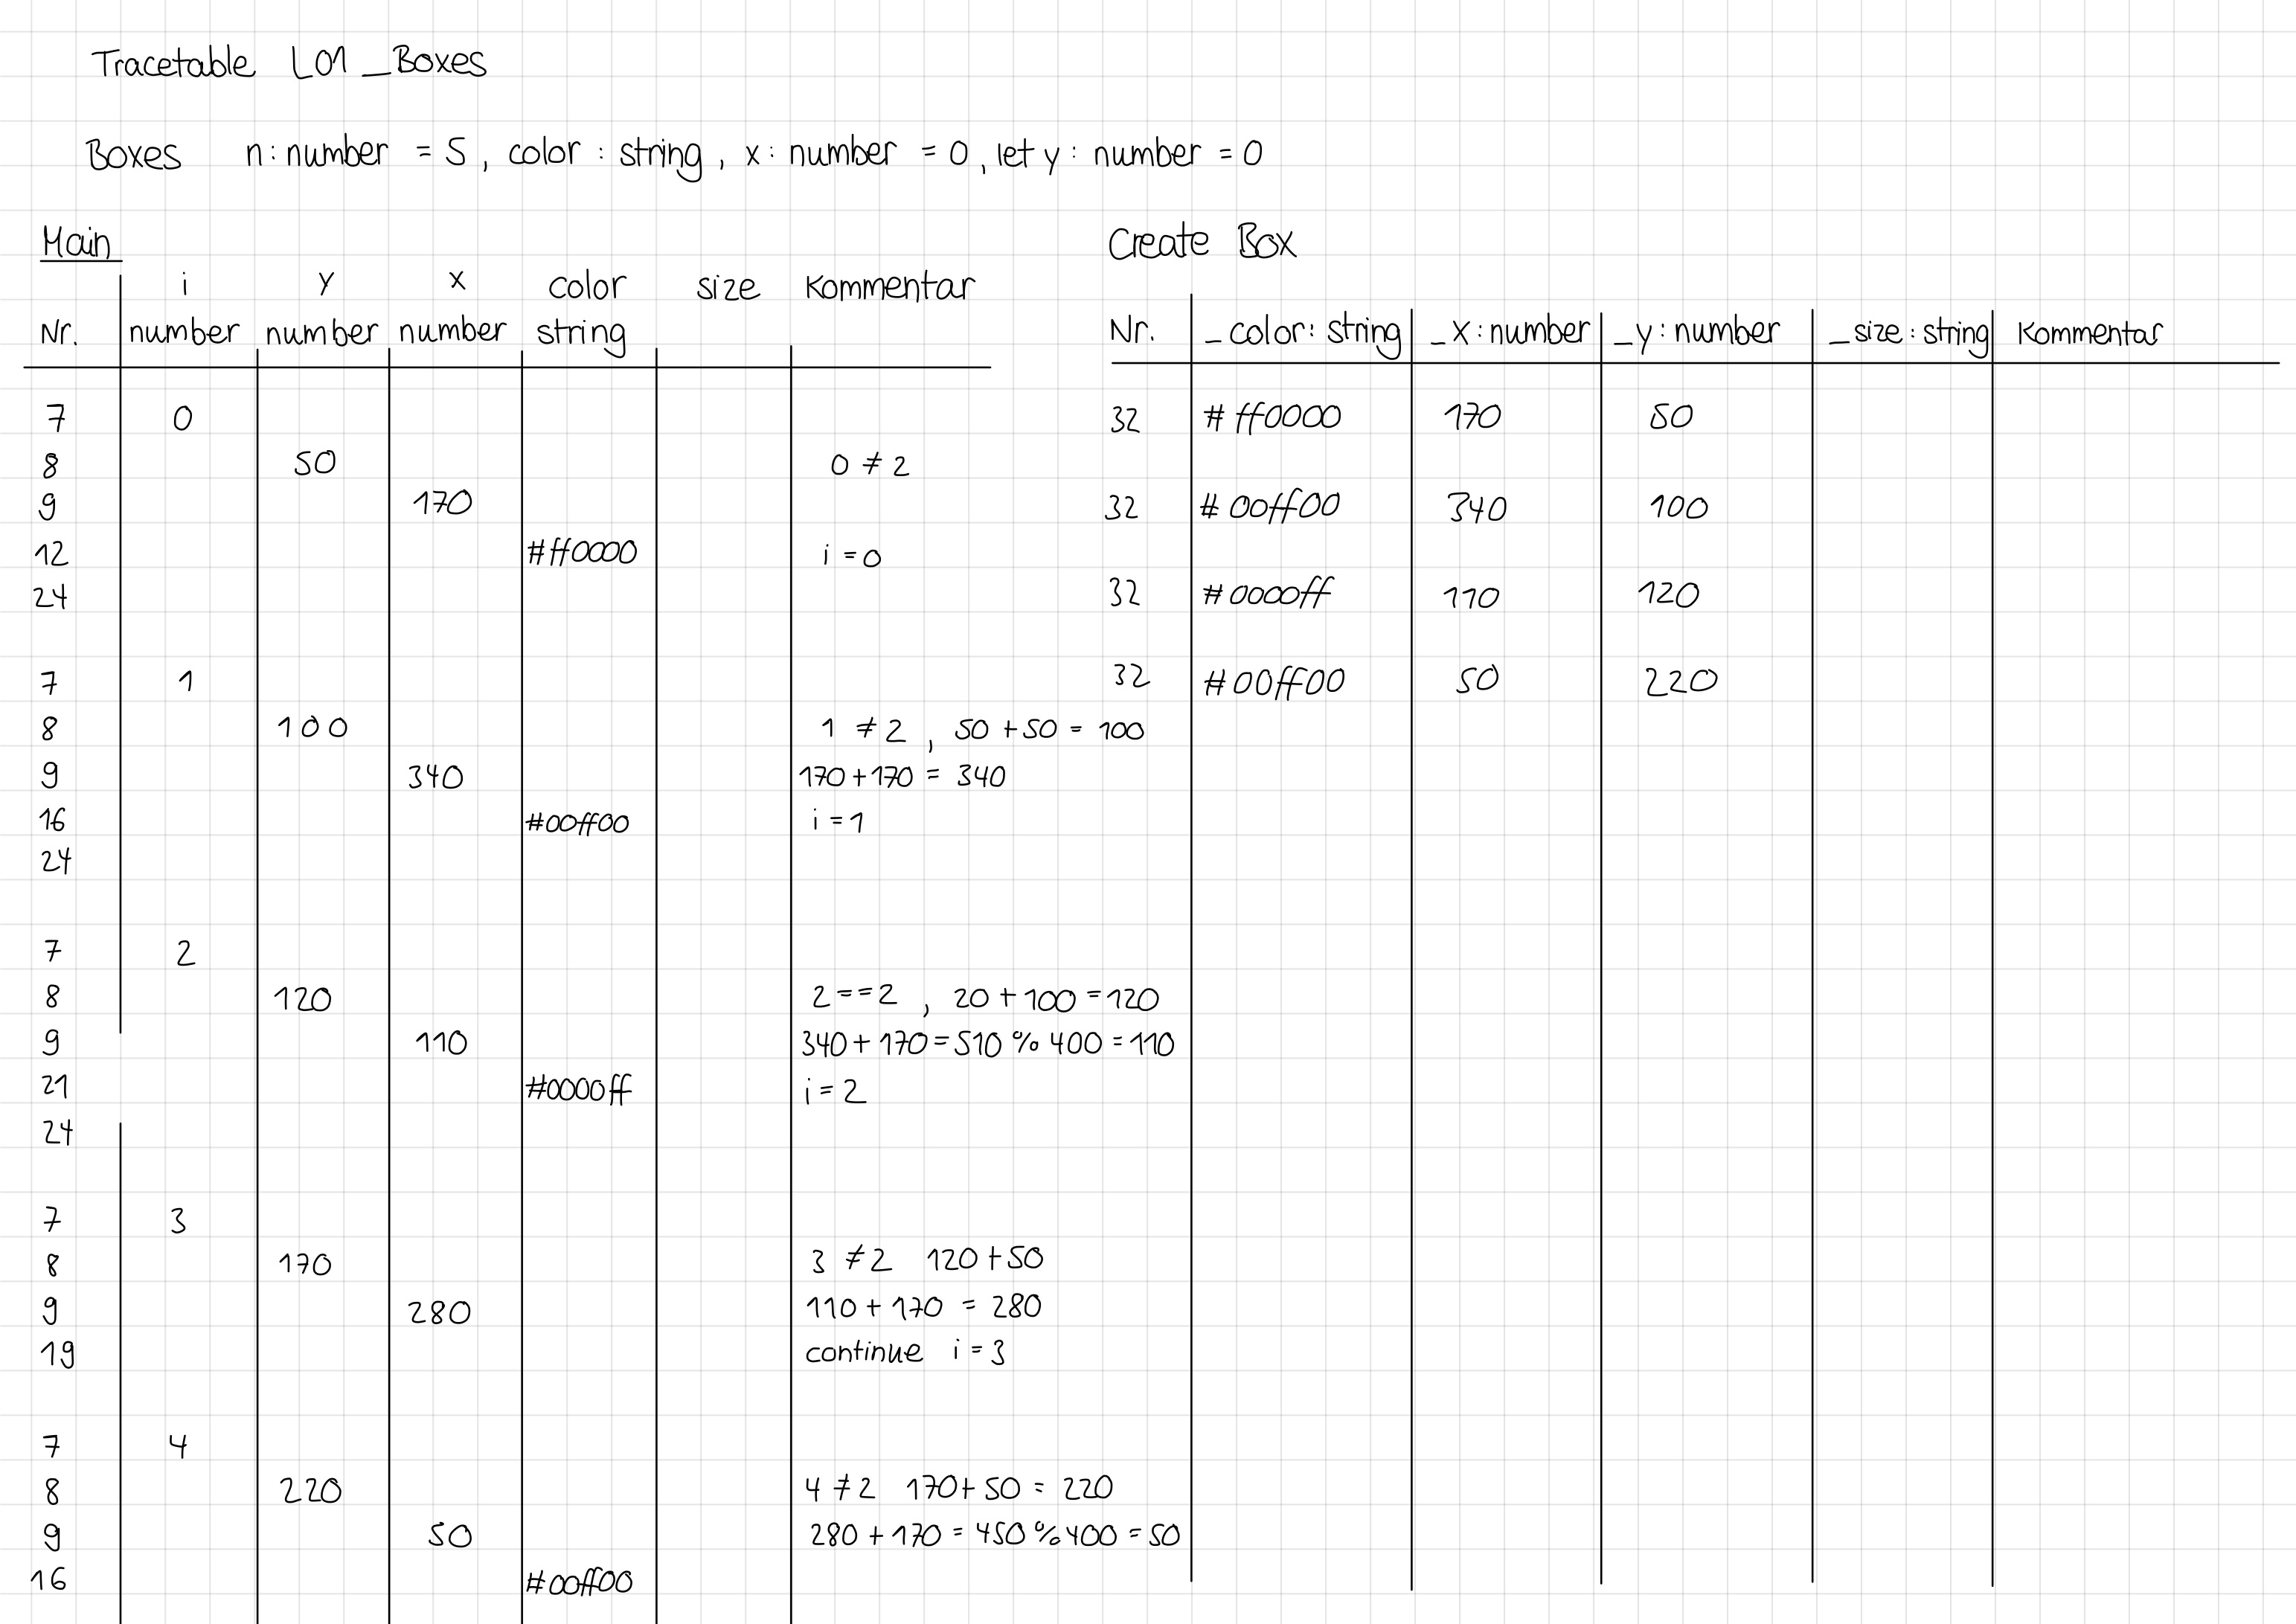 Tracetable L01_Boxes
Boxes n: number = 5, color : string, x: number = 0, let y: number = 0
Main
i y x color size Kommentar
Nr. number number number string
7 0
8 50 0 ≠ 2
9 170
12 #ff0000 i = 0
24
7 1
8 100 1 ≠ 2, 50 + 50 = 100
9 340 170 + 170 = 340
16 #00ff00 i = 1
24
7 2
8 120 2 == 2, 20 + 100 = 120
9 110 340 + 170 = 510 % 400 = 110
21 #0000ff i = 2
24
7 3
8 170 3 ≠ 2 120 + 50
9 280 110 + 170 = 280
19 continue i = 3
7 4
8 220 4 ≠ 2 170 + 50 = 220
9 50 280 + 170 = 450 % 400 = 50
16 #00ff00
Create Box
Nr. _color: string _x: number _y: number _size: string Kommentar
32 #ff0000 170 50
32 #00ff00 340 100
32 #0000ff 110 120
32 #00ff00 50 220